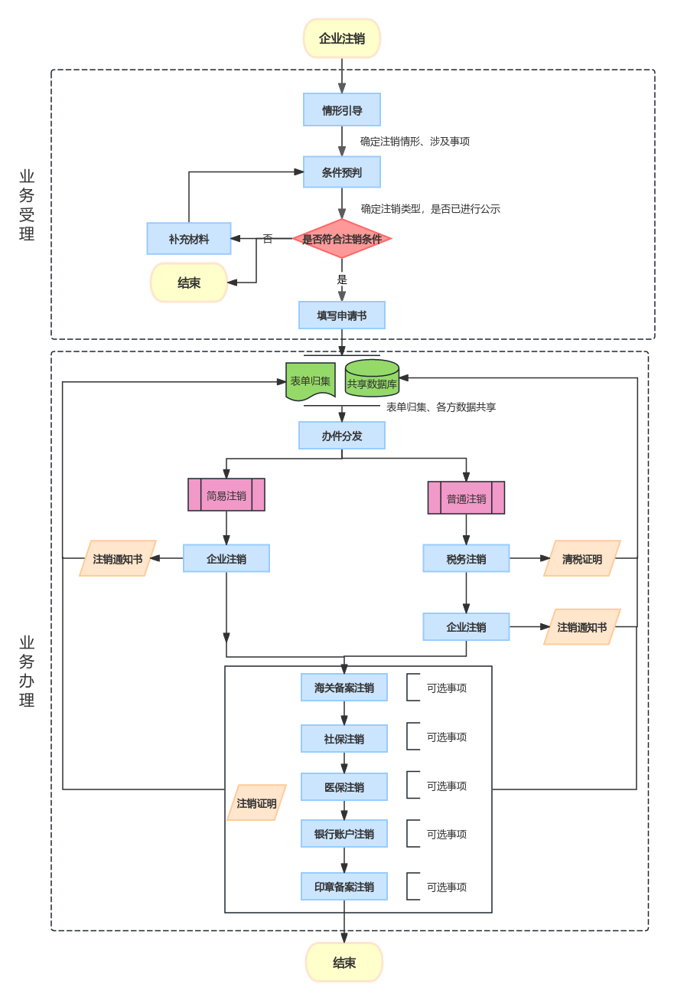 企业注销
情形引导
确定注销情形、涉及事项
条件预判
确定注销类型，是否已进行公示
业务受理
补充材料
否
是否符合注销条件
结束
是
填写申请书
表单归集
共享数据库
表单归集、各方数据共享
办件分发
简易注销
普通注销
注销通知书
企业注销
税务注销
清税证明
企业注销
注销通知书
业务办理
海关备案注销
可选事项
社保注销
可选事项
医保注销
可选事项
注销证明
银行账户注销
可选事项
印章备案注销
可选事项
结束